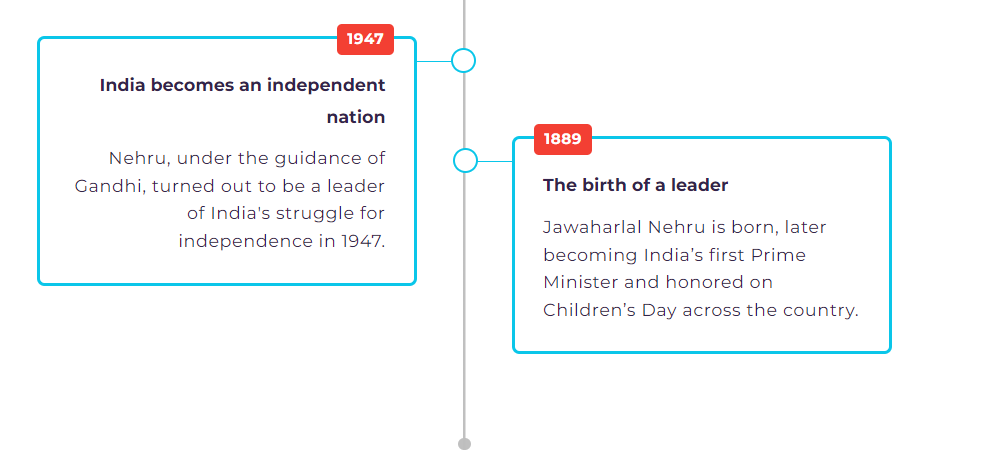 1947
India becomes an independent
nation
Nehru, under the guidance of
Gandhi, turned out to be a leader
of India's struggle for
independence in 1947.
1889
The birth of a leader
Jawaharlal Nehru is born, later
becoming India’s first Prime
Minister and honored on
Children’s Day across the country.